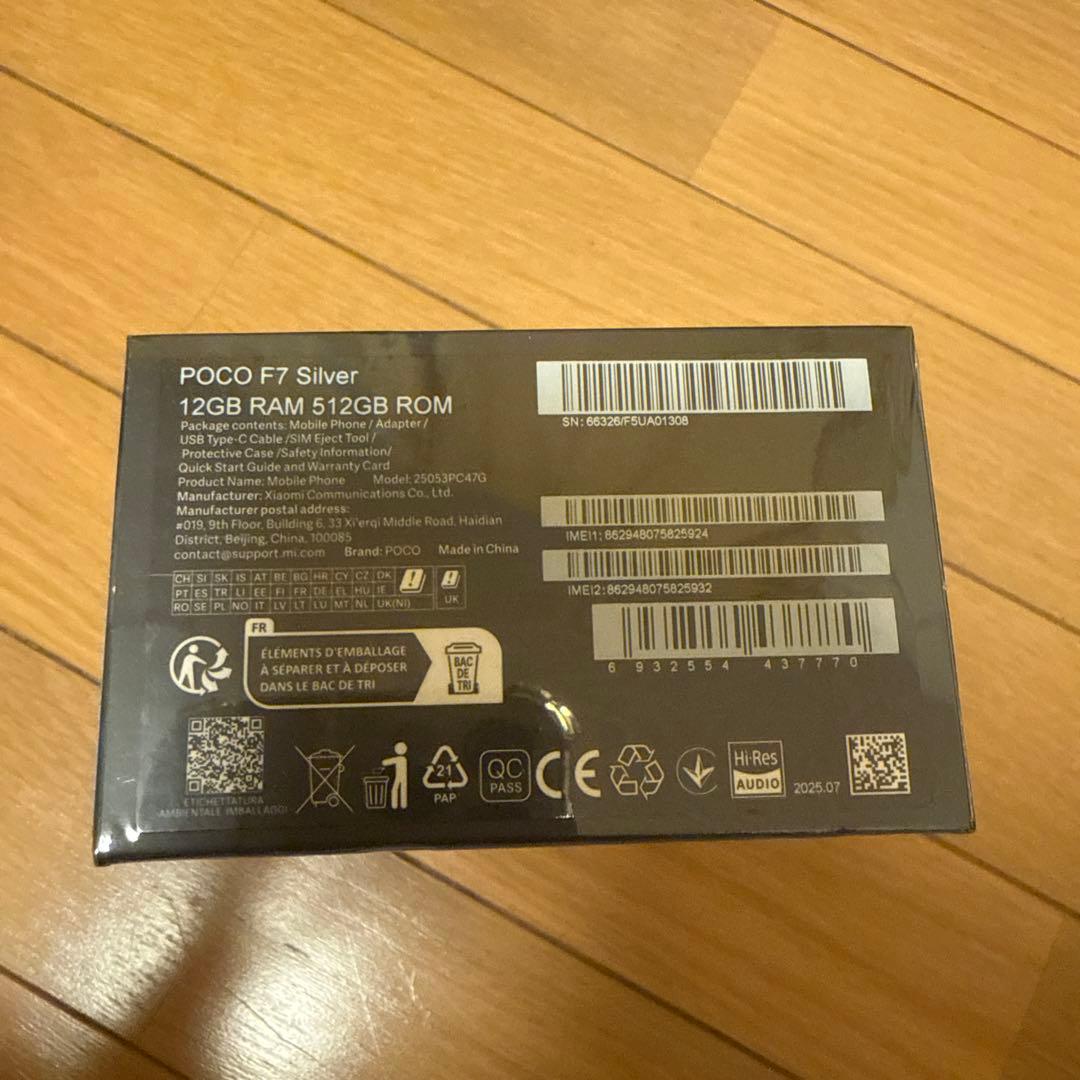 POCO F7 Silver
12GB RAM 512GB ROM
Package contents: Mobile Phone / Adapter /
USB Type-C Cable /SIM Eject Tool /
Protective Case /Safety Information/
Quick Start Guide and Warranty Card
Product Name: Mobile Phone Model: 25053PC47G
Manufacturer: Xiaomi Communications Co., Ltd.
Manufacturer postal address:
#019, 9th Floor, Building 6, 33 Xi'erqi Middle Road, Haidian
District, Beijing, China, 100085
contact@support.mi.com Brand: POCO Made in China
CH SI SK IS AT BE BG HR CY CZ DK
PT ES TR LI EE FI FR DE EL HU IE
RO SE PL NO IT LV LT LU MT NL UK(NI)
UK
FR
ÉLÉMENTS D'EMBALLAGE
À SÉPARER ET À DÉPOSER
DANS LE BAC DE TRI
BAC
DE
TRI
SN: 66326/F5UA01308
IMEI1: 862948075825924
IMEI2: 862948075825932
6 932554 437770
ETICHETTATURA
AMBIENTALE IMBALLAGGI
21
PAP
QC
PASS
CE
Hi-Res
AUDIO
2025.07